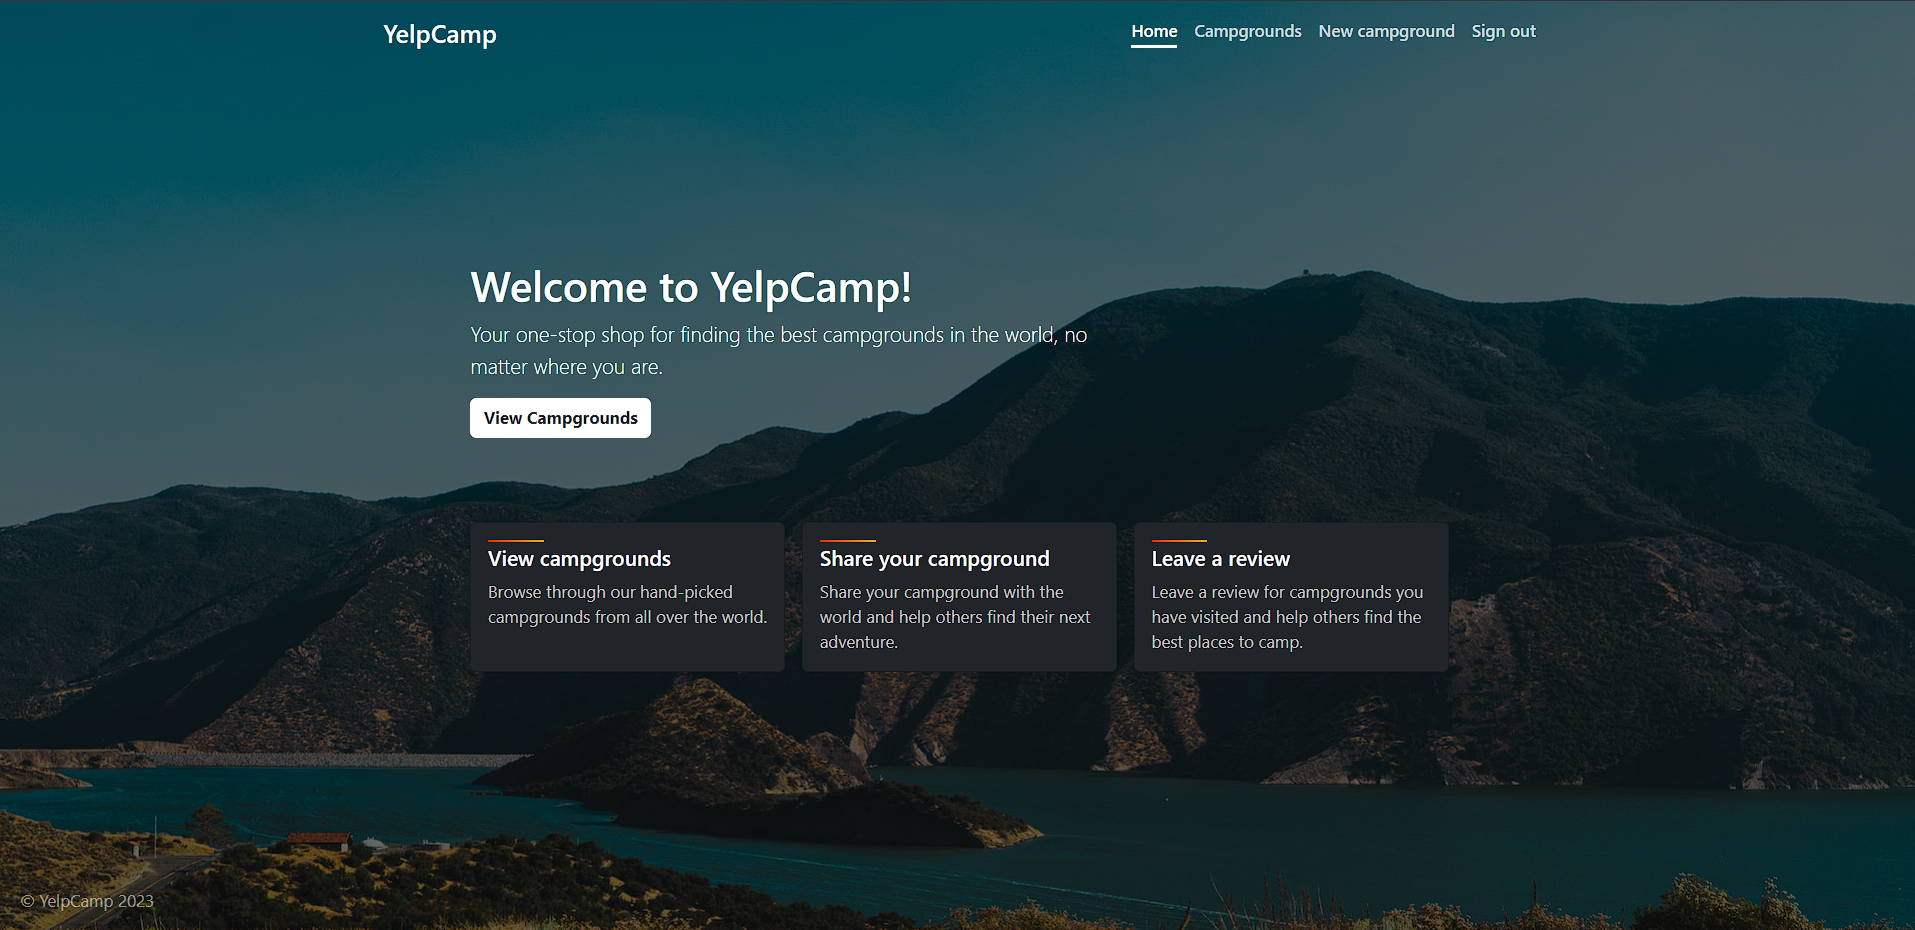 YelpCamp
Home Campgrounds New campground Sign out
Welcome to YelpCamp!
Your one-stop shop for finding the best campgrounds in the world, no
matter where you are.
View Campgrounds
View campgrounds
Browse through our hand-picked
campgrounds from all over the world.
Share your campground
Share your campground with the
world and help others find their next
adventure.
Leave a review
Leave a review for campgrounds you
have visited and help others find the
best places to camp.
© YelpCamp 2023